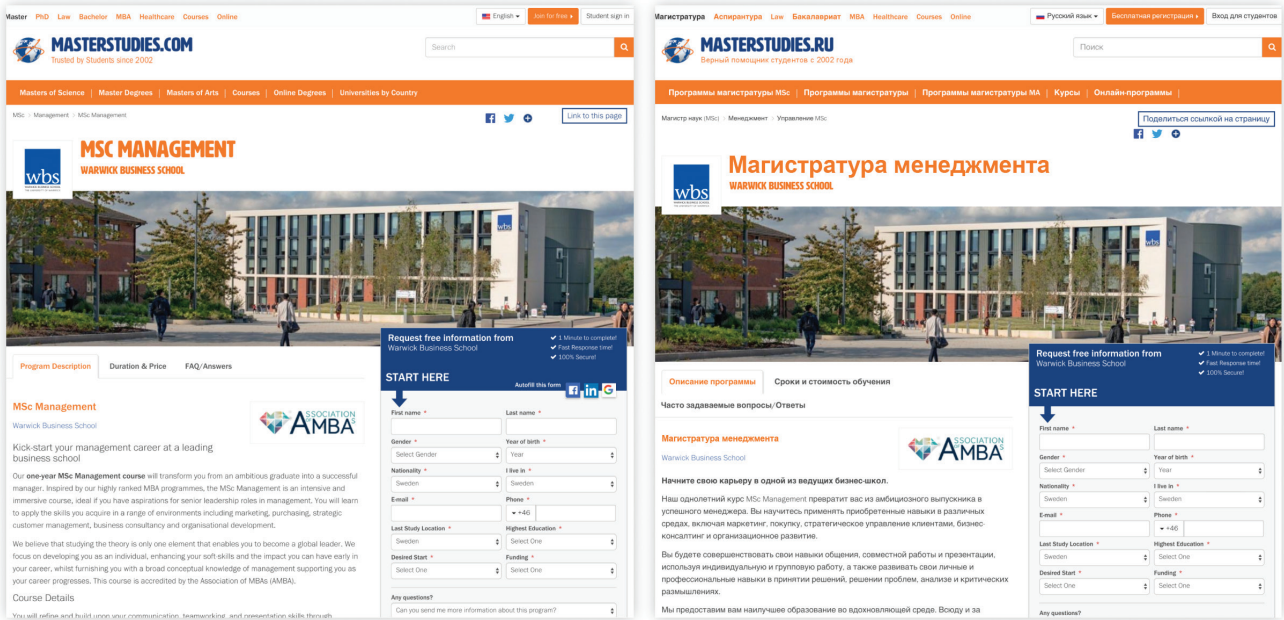 Master PhD Law Bachelor MBA Healthcare Courses Online
English
Join for free
Student sign in
MASTERSTUDIES.COM
Trusted by Students since 2002
Search
Masters of Science | Master Degrees | Masters of Arts | Courses | Online Degrees | Universities by Country
MSc › Management › MSc Management
Link to this page
wbs
MSC MANAGEMENT
WARWICK BUSINESS SCHOOL
wbs
Program Description
Duration & Price
FAQ/Answers
MSc Management
Warwick Business School
ASSOCIATION
AMBA
Kick-start your management career at a leading
business school
Our one-year MSc Management course will transform you from an ambitious graduate into a successful
manager. Inspired by our highly ranked MBA programmes, the MSc Management is an intensive and
immersive course, ideal if you have aspirations for senior leadership roles in management. You will learn
to apply the skills you acquire in a range of environments including marketing, purchasing, strategic
customer management, business consultancy and organisational development.
We believe that studying the theory is only one element that enables you to become a global leader. We
focus on developing you as an individual, enhancing your soft-skills and the impact you can have early in
your career, whilst furnishing you with a broad conceptual knowledge of management supporting you as
your career progresses. This course is accredited by the Association of MBAs (AMBA).
Course Details
You will refine and build upon your communication, teamworking, and presentation skills through
Request free information from
Warwick Business School
✔ 1 Minute to complete!
✔ Fast Response time!
✔ 100% Secure!
START HERE
Autofill this form
First name * Last name *
Gender * Year of birth *
Select Gender Year
Nationality * I live in *
Sweden Sweden
E-mail * Phone *
+46
Last Study Location * Highest Education *
Sweden Select One
Desired Start * Funding *
Select One Select One
Any questions?
Can you send me more information about this program?
Магистратура Аспирантура Law Бакалавриат MBA Healthcare Courses Online
Русский язык
Бесплатная регистрация
Вход для студентов
MASTERSTUDIES.RU
Верный помощник студентов с 2002 года
Поиск
Программы магистратуры MSc | Программы магистратуры | Программы магистратуры MA | Курсы | Онлайн-программы |
Магистр наук (MSc) › Менеджмент › Управление MSc
Поделиться ссылкой на страницу
wbs
Магистратура менеджмента
WARWICK BUSINESS SCHOOL
wbs
Описание программы
Сроки и стоимость обучения
Часто задаваемые вопросы/Ответы
Магистратура менеджмента
Warwick Business School
ASSOCIATION
AMBA
Начните свою карьеру в одной из ведущих бизнес-школ.
Наш однолетний курс MSc Management превратит вас из амбициозного выпускника в
успешного менеджера. Вы научитесь применять приобретенные навыки в различных
средах, включая маркетинг, покупку, стратегическое управление клиентами, бизнес-
консалтинг и организационное развитие.
Вы будете совершенствовать свои навыки общения, совместной работы и презентации,
используя индивидуальную и групповую работу, а также развивать свои личные и
профессиональные навыки в принятии решений, решении проблем, анализе и критических
размышлениях.
Мы предоставим вам наилучшее образование во вдохновляющей среде. Всюду и за
Request free information from
Warwick Business School
✔ 1 Minute to complete!
✔ Fast Response time!
✔ 100% Secure!
START HERE
First name * Last name *
Gender * Year of birth *
Select Gender Year
Nationality * I live in *
Sweden Sweden
E-mail * Phone *
+46
Last Study Location * Highest Education *
Sweden Select One
Desired Start * Funding *
Select One Select One
Any questions?